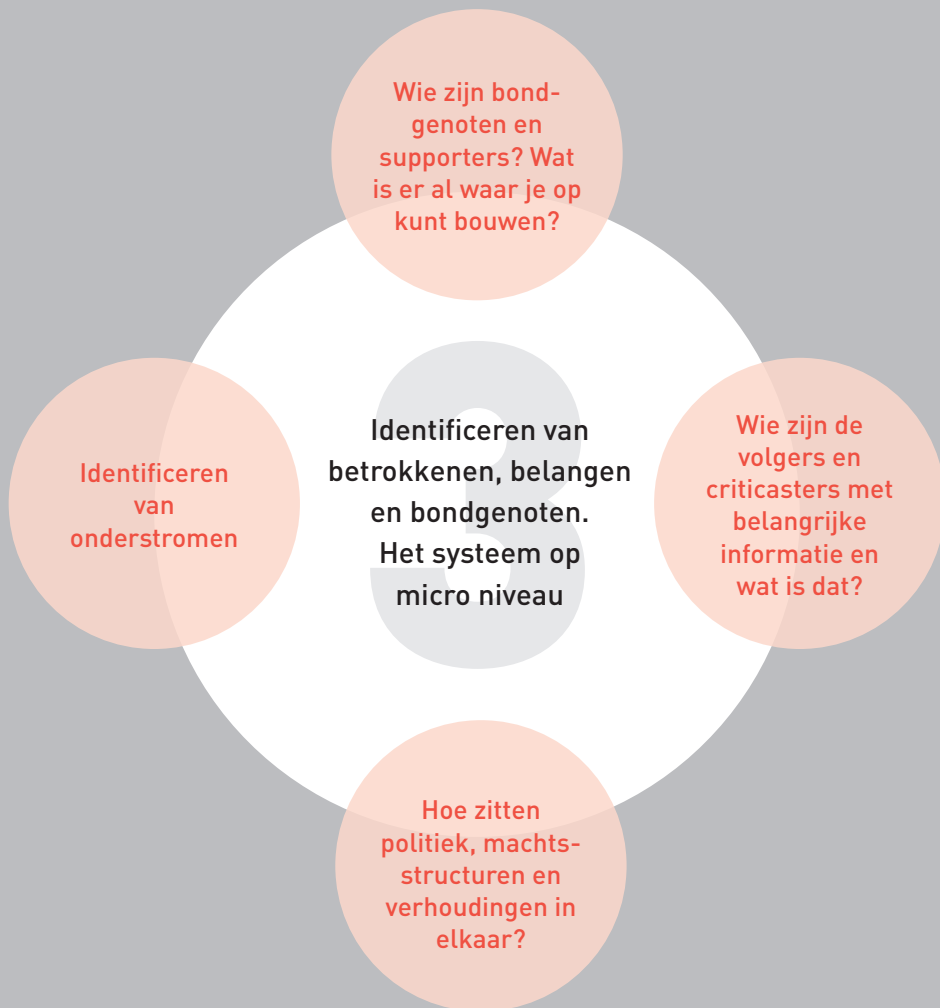 Wie zijn bond-
genoten en
supporters? Wat
is er al waar je op
kunt bouwen?
Identificeren
van
onderstromen
3
Identificeren van
betrokkenen, belangen
en bondgenoten.
Het systeem op
micro niveau
Wie zijn de
volgers en
criticasters met
belangrijke
informatie en
wat is dat?
Hoe zitten
politiek, machts-
structuren en
verhoudingen in
elkaar?